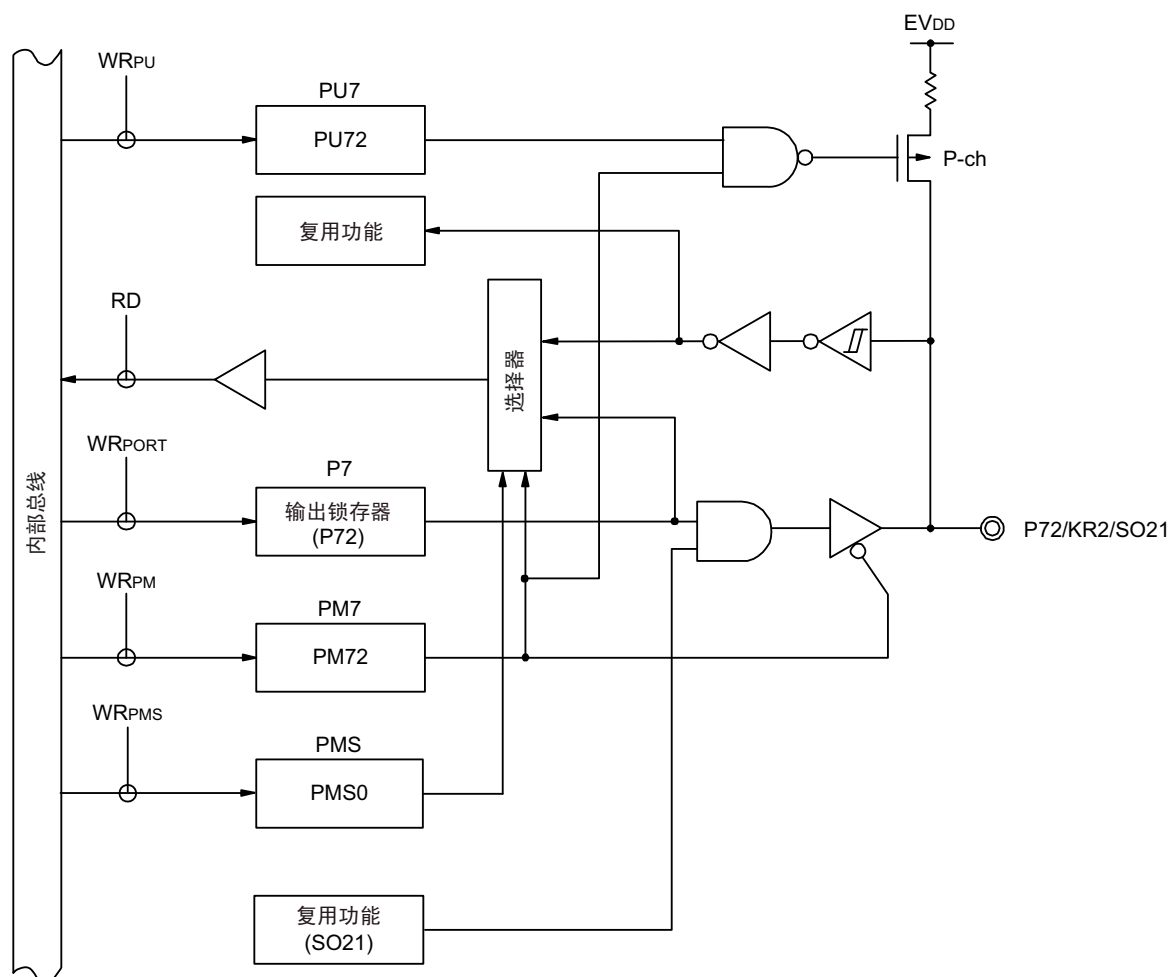 EVDD
WRPU
PU7
PU72
P-ch
复用功能
RD
选择器
WRPORT
P7
输出锁存器
(P72)
P72/KR2/SO21
内部总线
WRPM
PM7
PM72
WRPMS
PMS
PMS0
复用功能
(SO21)